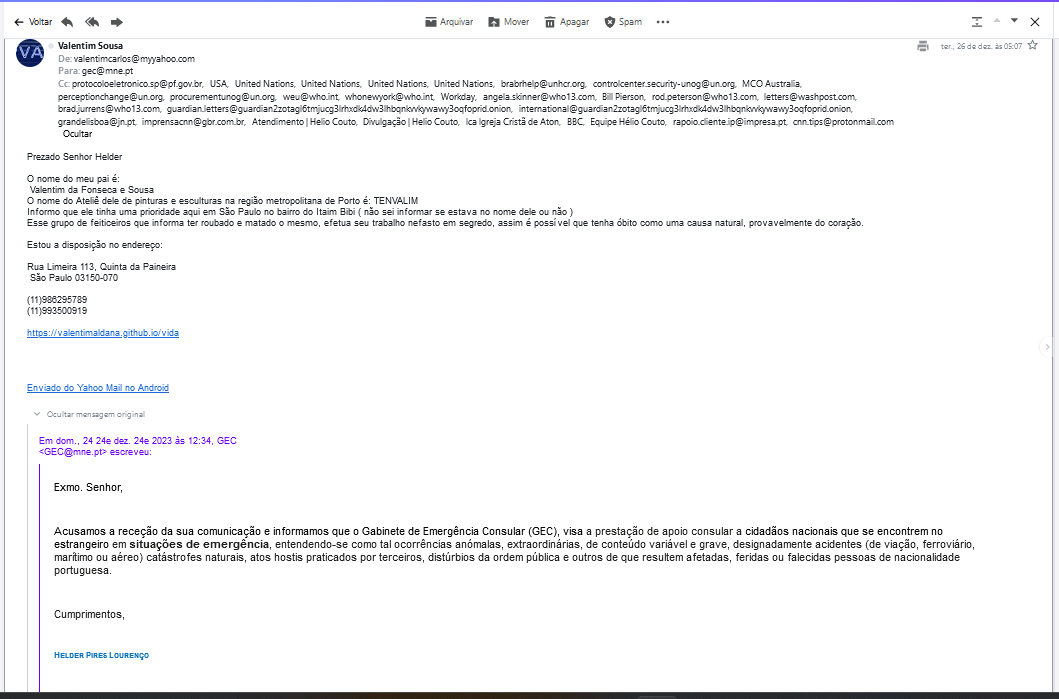 Voltar Arquivar Mover Apagar Spam
VA
Valentim Sousa ter., 26 de dez. às 05:07
De: valentimcarlos@myyahoo.com
Para: gec@mne.pt
Cc: protocoloeletronico.sp@pf.gov.br, USA, United Nations, United Nations, United Nations, United Nations, brabrhelp@unhcr.org, controlcenter.security-unog@un.org, MCO Australia,
perceptionchange@un.org, procurementunog@un.org, weu@who.int, whonewyork@who.int, Workday, angela.skinner@who13.com, Bill Pierson, rod.peterson@who13.com, letters@washpost.com,
brad.jurrens@who13.com, guardian.letters@guardian2zotagl6tmjucg3lrhxdk4dw3lhbqnkvvkywawy3oqfoprid.onion, international@guardian2zotagl6tmjucg3lrhxdk4dw3lhbqnkvvkywawy3oqfoprid.onion,
grandelisboa@jn.pt, imprensacnn@gbr.com.br, Atendimento | Helio Couto, Divulgação | Helio Couto, Ica Igreja Cristã de Aton, BBC, Equipe Hélio Couto, rapoio.cliente.ip@impresa.pt, cnn.tips@protonmail.com
Ocultar
Prezado Senhor Helder
O nome do meu pai é:
Valentim da Fonseca e Sousa
O nome do Ateliê dele de pinturas e esculturas na região metropolitana de Porto é: TENVALIM
Informo que ele tinha uma prioridade aqui em São Paulo no bairro do Itaim Bibi ( não sei informar se estava no nome dele ou não )
Esse grupo de feiticeiros que informa ter roubado e matado o mesmo, efetua seu trabalho nefasto em segredo, assim é possível que tenha óbito como uma causa natural, provavelmente do coração.
Estou a disposição no endereço:
Rua Limeira 113, Quinta da Paineira
São Paulo 03150-070
(11)986295789
(11)993500919
https://valentimaldana.github.io/vida
Enviado do Yahoo Mail no Android
Ocultar mensagem original
Em dom., 24 24e dez. 24e 2023 às 12:34, GEC
<GEC@mne.pt> escreveu:
Exmo. Senhor,
Acusamos a receção da sua comunicação e informamos que o Gabinete de Emergência Consular (GEC), visa a prestação de apoio consular a cidadãos nacionais que se encontrem no
estrangeiro em situações de emergência, entendendo-se como tal ocorrências anómalas, extraordinárias, de conteúdo variável e grave, designadamente acidentes (de viação, ferroviário,
marítimo ou aéreo) catástrofes naturais, atos hostis praticados por terceiros, distúrbios da ordem pública e outros de que resultem afetadas, feridas ou falecidas pessoas de nacionalidade
portuguesa.
Cumprimentos,
HELDER PIRES LOURENÇO